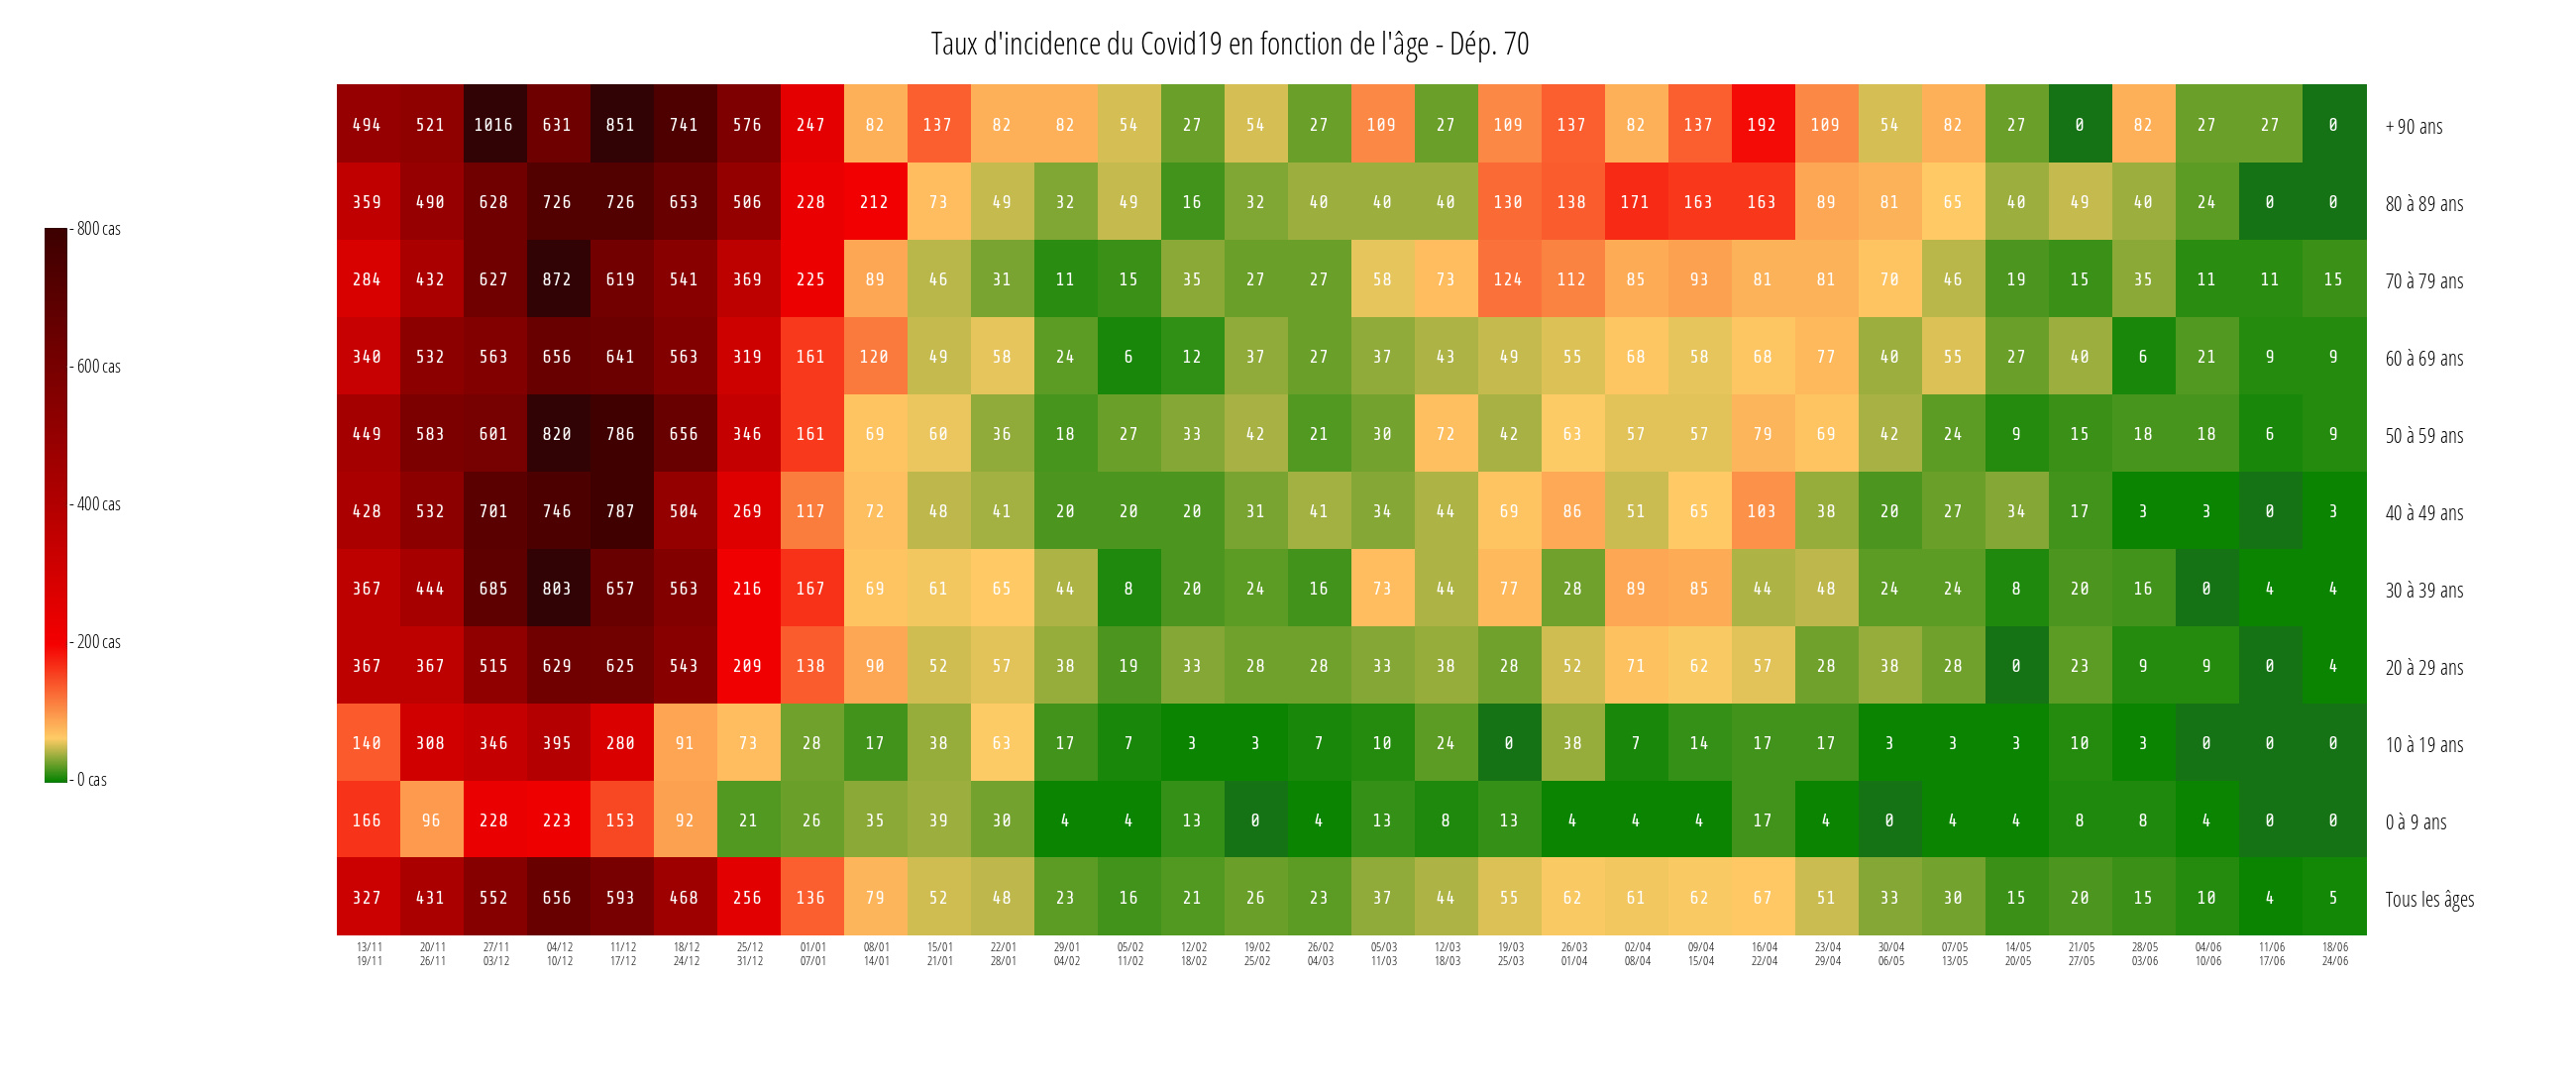 Taux d'incidence du Covid19 en fonction de l'âge - Dép. 70
- 800 cas
- 600 cas
- 400 cas
- 200 cas
- 0 cas
494 521 1016 631 851 741 576 247 82 137 82 82 54 27 54 27 109 27 109 137 82 137 192 109 54 82 27 0 82 27 27 0 + 90 ans
359 490 628 726 726 653 506 228 212 73 49 32 49 16 32 40 40 40 130 138 171 163 163 89 81 65 40 49 40 24 0 0 80 à 89 ans
284 432 627 872 619 541 369 225 89 46 31 11 15 35 27 27 58 73 124 112 85 93 81 81 70 46 19 15 35 11 11 15 70 à 79 ans
340 532 563 656 641 563 319 161 120 49 58 24 6 12 37 27 37 43 49 55 68 58 68 77 40 55 27 40 6 21 9 9 60 à 69 ans
449 583 601 820 786 656 346 161 69 60 36 18 27 33 42 21 30 72 42 63 57 57 79 69 42 24 9 15 18 18 6 9 50 à 59 ans
428 532 701 746 787 504 269 117 72 48 41 20 20 20 31 41 34 44 69 86 51 65 103 38 20 27 34 17 3 3 0 3 40 à 49 ans
367 444 685 803 657 563 216 167 69 61 65 44 8 20 24 16 73 44 77 28 89 85 44 48 24 24 8 20 16 0 4 4 30 à 39 ans
367 367 515 629 625 543 209 138 90 52 57 38 19 33 28 28 33 38 28 52 71 62 57 28 38 28 0 23 9 9 0 4 20 à 29 ans
140 308 346 395 280 91 73 28 17 38 63 17 7 3 3 7 10 24 0 38 7 14 17 17 3 3 3 10 3 0 0 0 10 à 19 ans
166 96 228 223 153 92 21 26 35 39 30 4 4 13 0 4 13 8 13 4 4 4 17 4 0 4 4 8 8 4 0 0 0 à 9 ans
327 431 552 656 593 468 256 136 79 52 48 23 16 21 26 23 37 44 55 62 61 62 67 51 33 30 15 20 15 10 4 5 Tous les âges
13/11 20/11 27/11 04/12 11/12 18/12 25/12 01/01 08/01 15/01 22/01 29/01 05/02 12/02 19/02 26/02 05/03 12/03 19/03 26/03 02/04 09/04 16/04 23/04 30/04 07/05 14/05 21/05 28/05 04/06 11/06 18/06
19/11 26/11 03/12 10/12 17/12 24/12 31/12 07/01 14/01 21/01 28/01 04/02 11/02 18/02 25/02 04/03 11/03 18/03 25/03 01/04 08/04 15/04 22/04 29/04 06/05 13/05 20/05 27/05 03/06 10/06 17/06 24/06